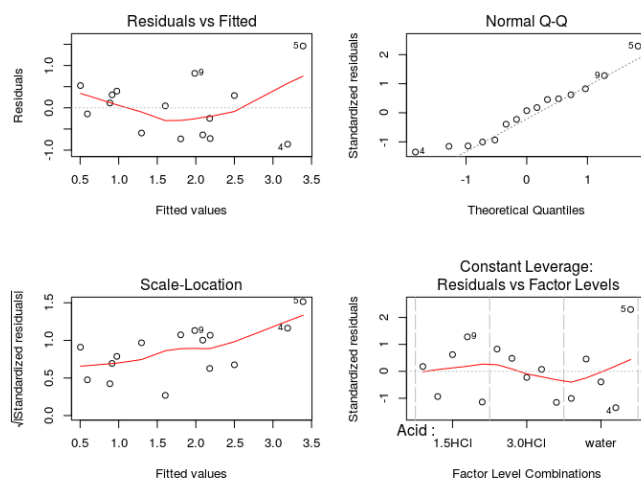 Residuals vs Fitted
Residuals
1.0
0.0
-1.0
5
9
4
0.5 1.0 1.5 2.0 2.5 3.0 3.5
Fitted values
Normal Q-Q
Standardized residuals
2
1
0
-1
5
9
4
-1 0 1
Theoretical Quantiles
Scale-Location
√|Standardized residuals|
1.5
1.0
0.5
0.0
5
9
4
0.5 1.0 1.5 2.0 2.5 3.0 3.5
Fitted values
Constant Leverage:
Residuals vs Factor Levels
Standardized residuals
2
1
0
-1
5
9
4
Acid :
1.5HCl 3.0HCl water
Factor Level Combinations